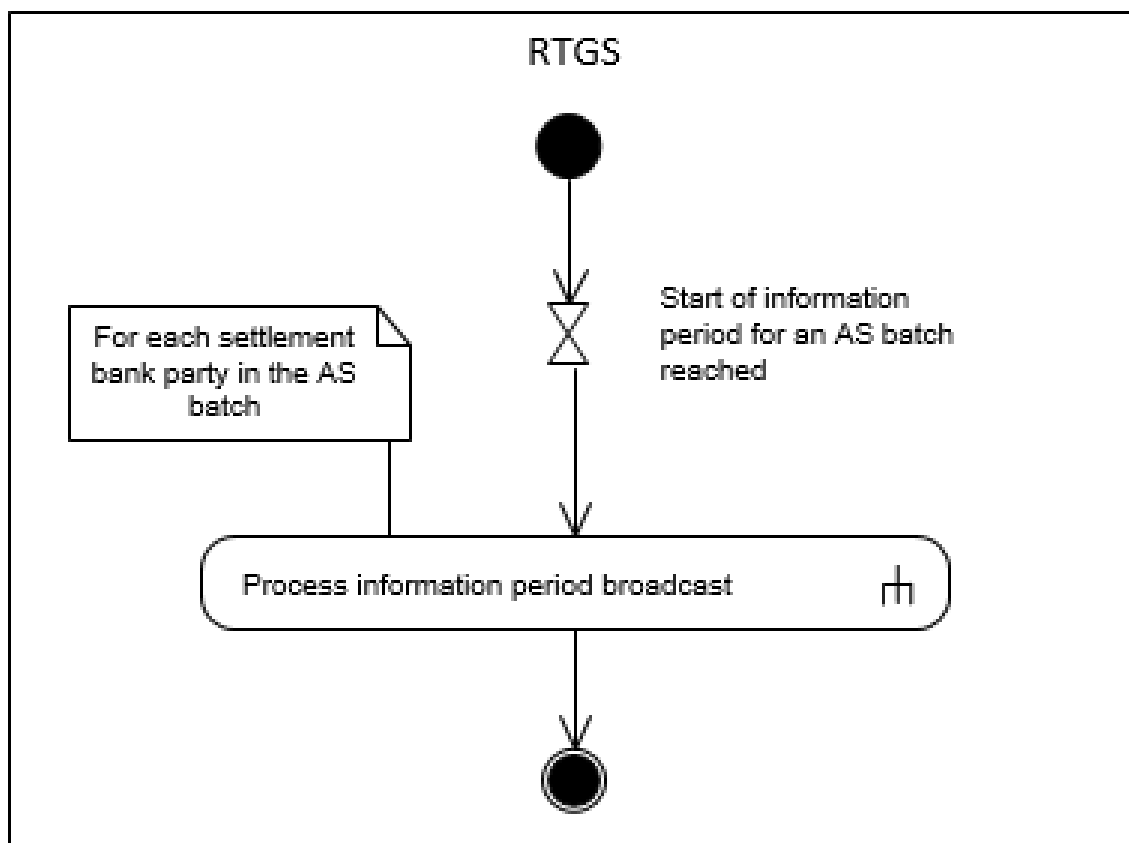 RTGS
Start of information
period for an AS batch
reached
For each settlement
bank party in the AS
batch
Process information period broadcast